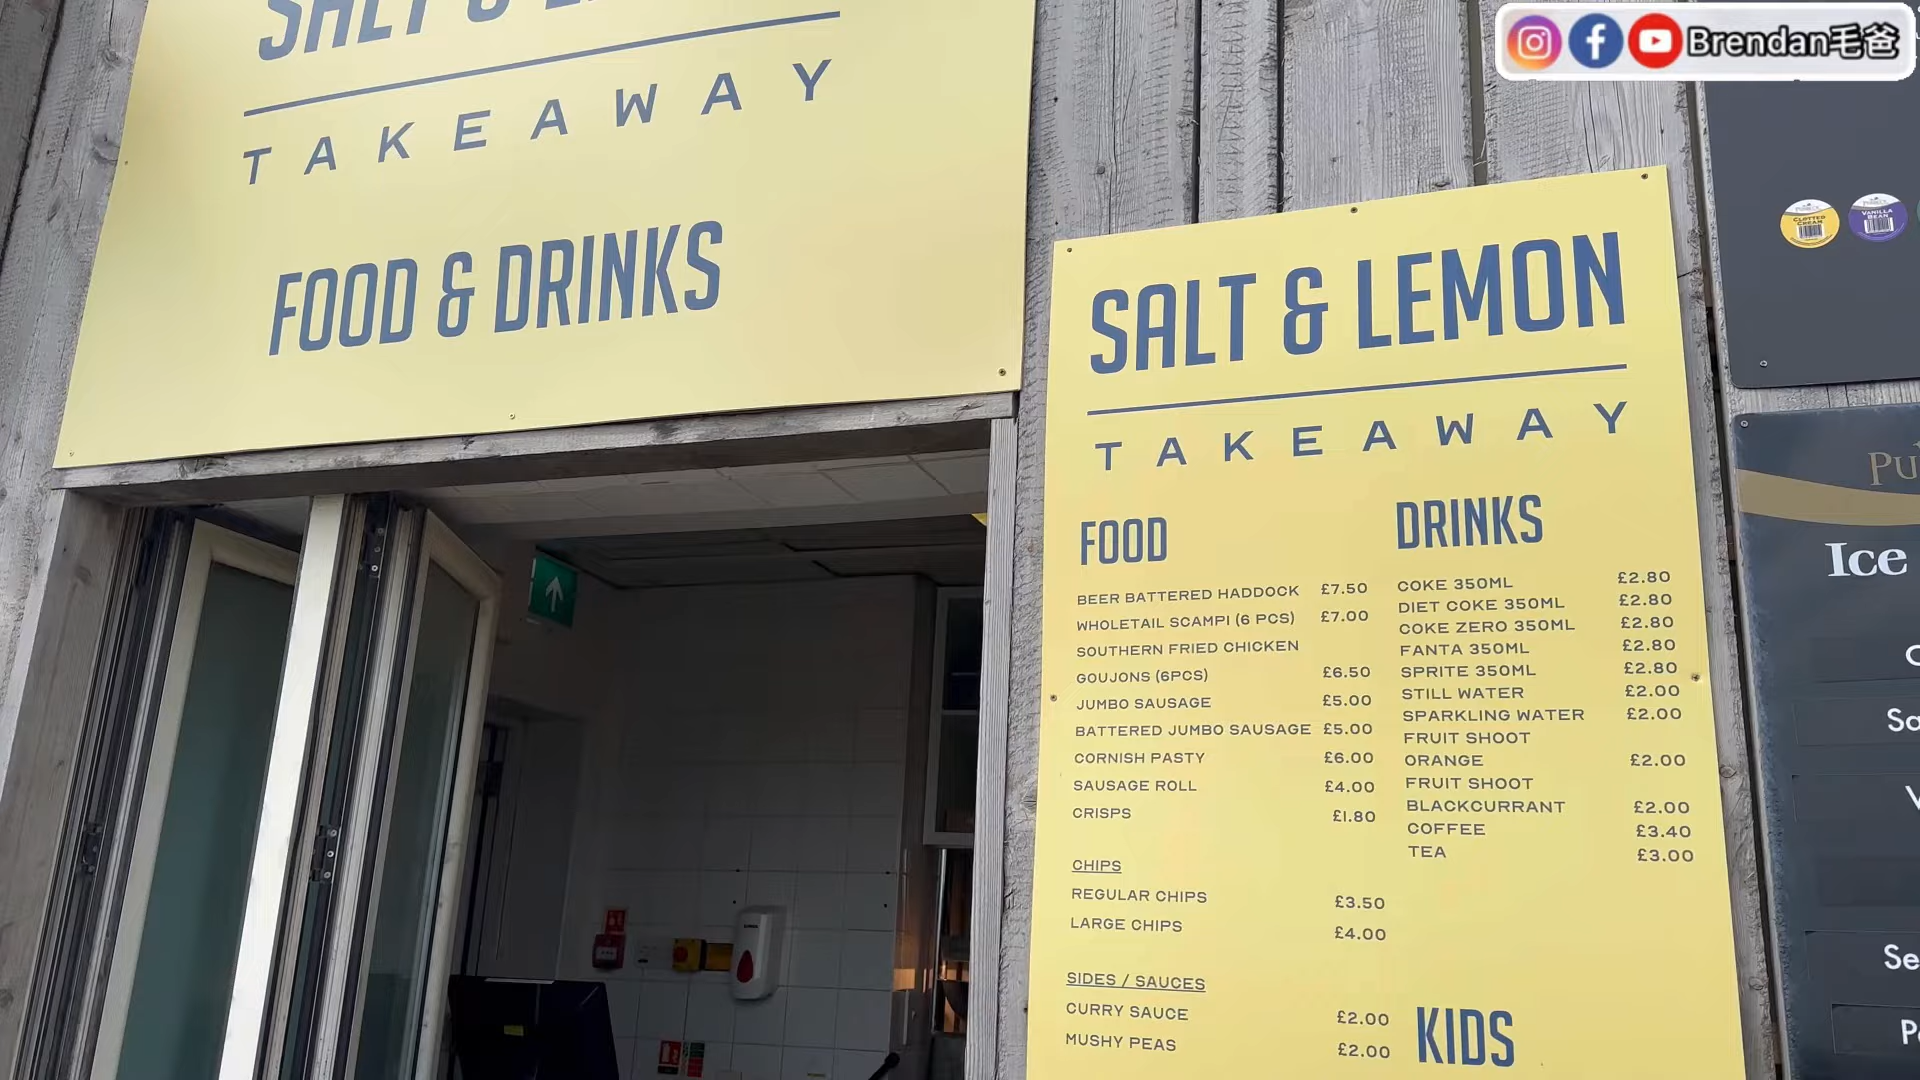 Brendan毛爸
SALT &
TAKEAWAY
FOOD & DRINKS
SALT & LEMON
TAKEAWAY
FOOD
BEER BATTERED HADDOCK £7.50
WHOLETAIL SCAMPI (6 PCS) £7.00
SOUTHERN FRIED CHICKEN
GOUJONS (6PCS) £6.50
JUMBO SAUSAGE £5.00
BATTERED JUMBO SAUSAGE £5.00
CORNISH PASTY £6.00
SAUSAGE ROLL £4.00
CRISPS £1.80
CHIPS
REGULAR CHIPS £3.50
LARGE CHIPS £4.00
SIDES / SAUCES
CURRY SAUCE £2.00
MUSHY PEAS £2.00
DRINKS
COKE 350ML £2.80
DIET COKE 350ML £2.80
COKE ZERO 350ML £2.80
FANTA 350ML £2.80
SPRITE 350ML £2.80
STILL WATER £2.00
SPARKLING WATER £2.00
FRUIT SHOOT
ORANGE £2.00
FRUIT SHOOT
BLACKCURRANT £2.00
COFFEE £3.40
TEA £3.00
KIDS
CLOTTED
CREAM
VANILLA
BEAN
Ice